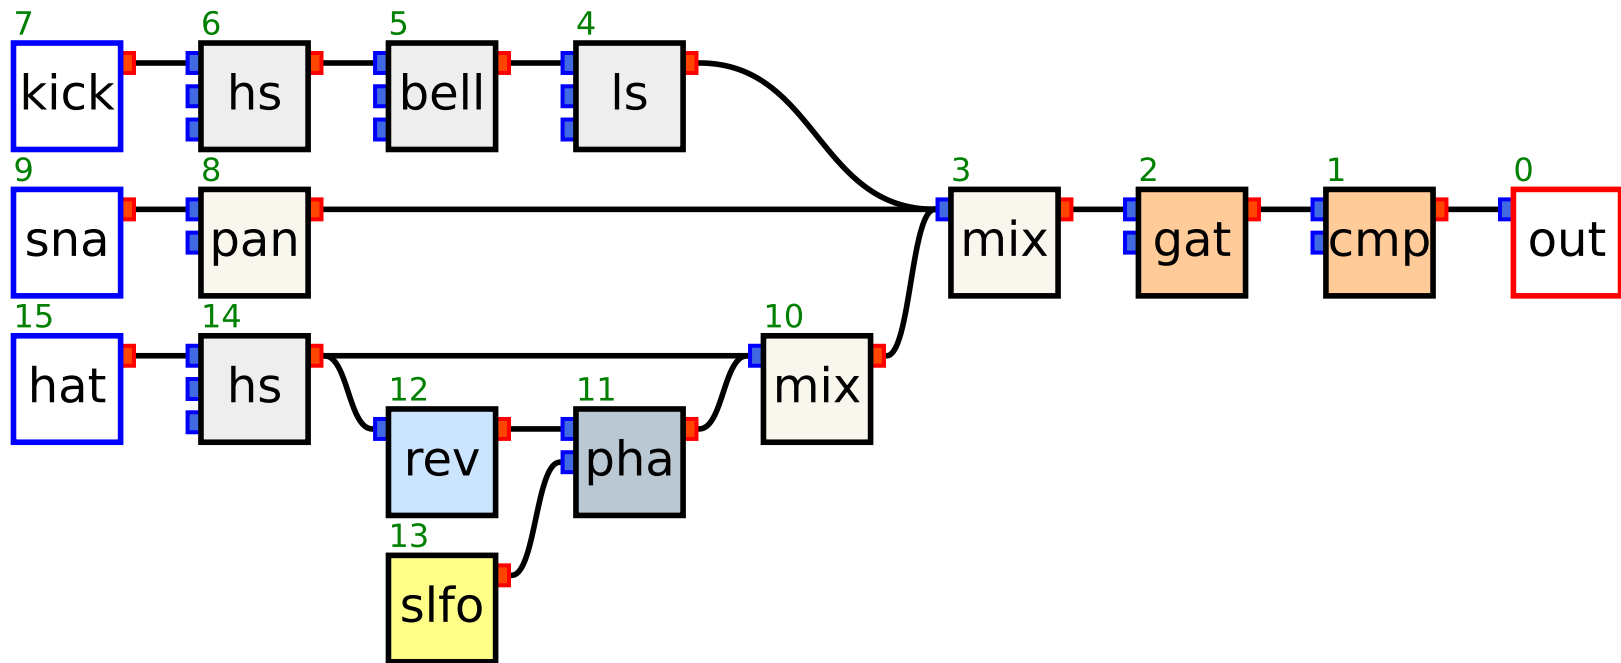 7 6 5 4
kick hs bell ls
9 8 3 2 1 0
sna pan mix gat cmp out
15 14 10
hat hs mix
12 11
rev pha
13
slfo